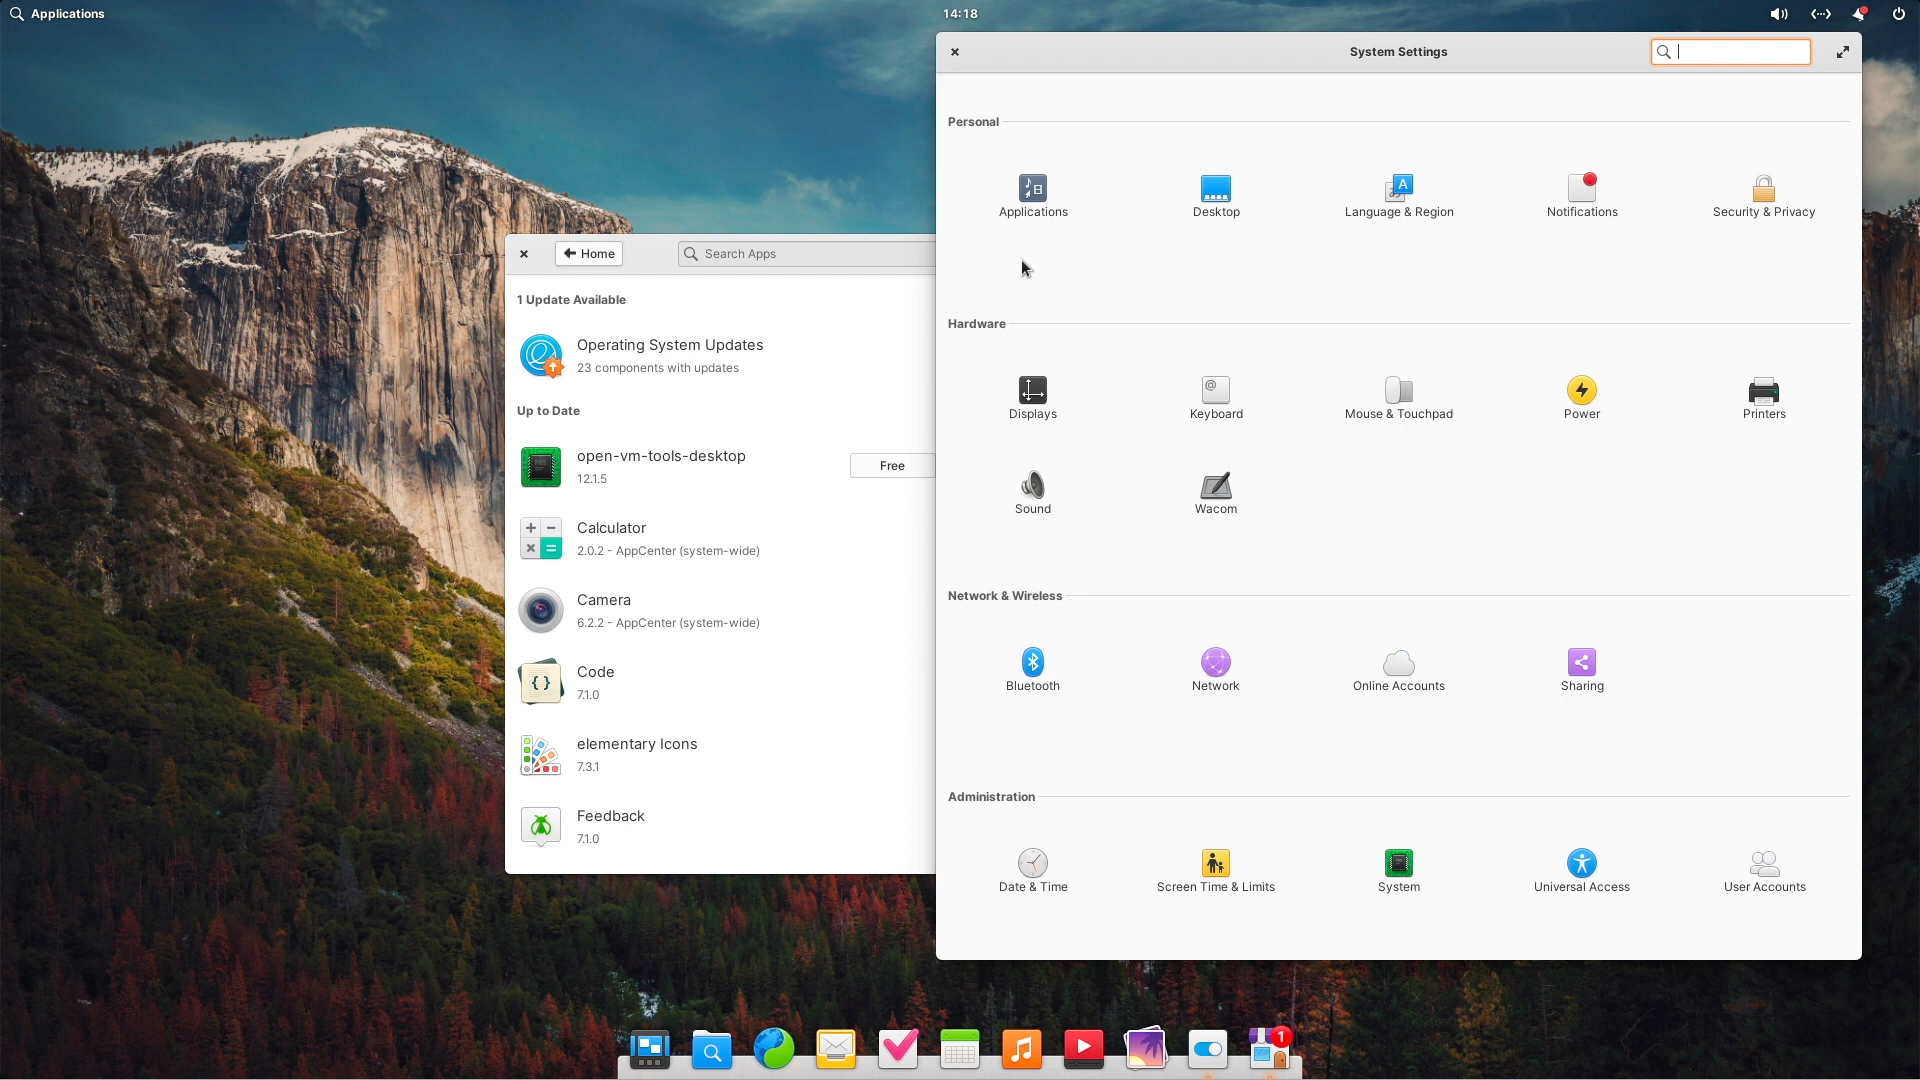 Applications
14:18
System Settings
Personal
Applications
Desktop
Language & Region
Notifications
Security & Privacy
Hardware
Displays
Keyboard
Mouse & Touchpad
Power
Printers
Sound
Wacom
Network & Wireless
Bluetooth
Network
Online Accounts
Sharing
Administration
Date & Time
Screen Time & Limits
System
Universal Access
User Accounts
Home
Search Apps
1 Update Available
Operating System Updates
23 components with updates
Up to Date
open-vm-tools-desktop
12.1.5
Free
Calculator
2.0.2 - AppCenter (system-wide)
Camera
6.2.2 - AppCenter (system-wide)
Code
7.1.0
elementary Icons
7.3.1
Feedback
7.1.0
1